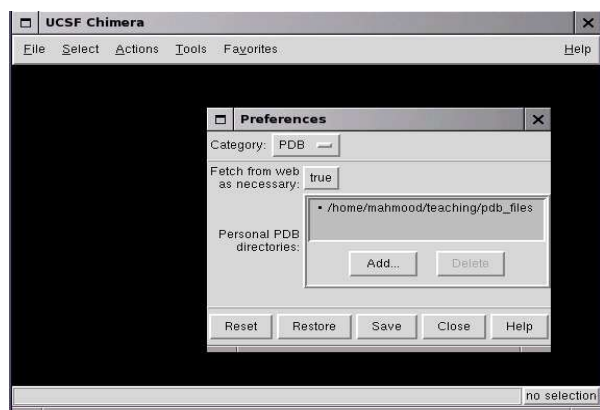 UCSF Chimera
File Select Actions Tools Favorites Help
Preferences
Category: PDB
Fetch from web
as necessary: true
• /home/mahmood/teaching/pdb_files
Personal PDB
directories:
Add... Delete
Reset Restore Save Close Help
no selection